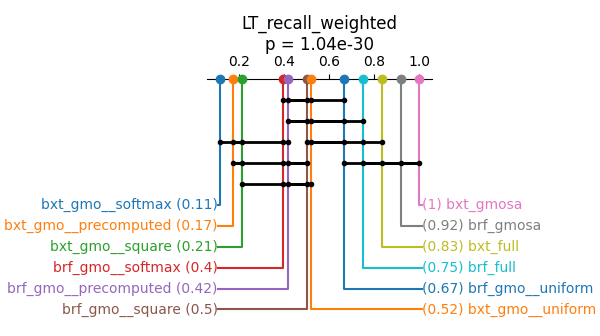 LT_recall_weighted
p = 1.04e-30
0.2 0.4 0.6 0.8 1.0
bxt_gmo__softmax (0.11) (1) bxt_gmosa
bxt_gmo__precomputed (0.17) (0.92) brf_gmosa
bxt_gmo__square (0.21) (0.83) bxt_full
brf_gmo__softmax (0.4) (0.75) brf_full
brf_gmo__precomputed (0.42) (0.67) brf_gmo__uniform
brf_gmo__square (0.5) (0.52) bxt_gmo__uniform